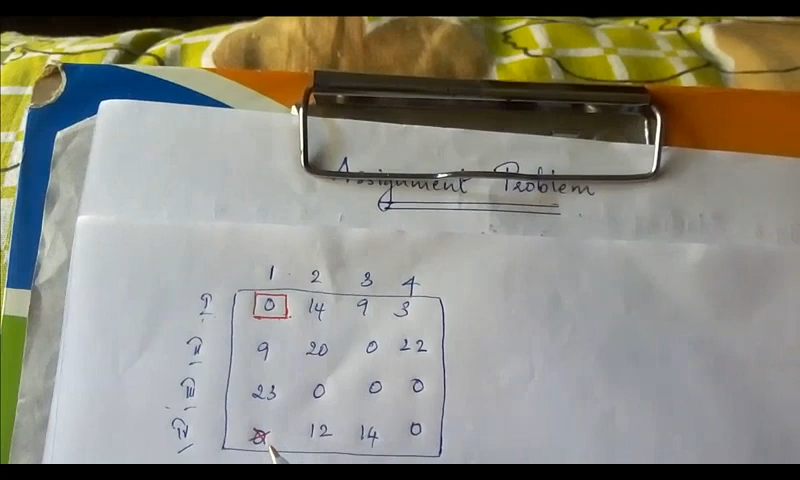 Assignment Problem
1 2 3 4
I 0 14 9 3
II 9 20 0 22
III 23 0 0 0
IV 0 12 14 0